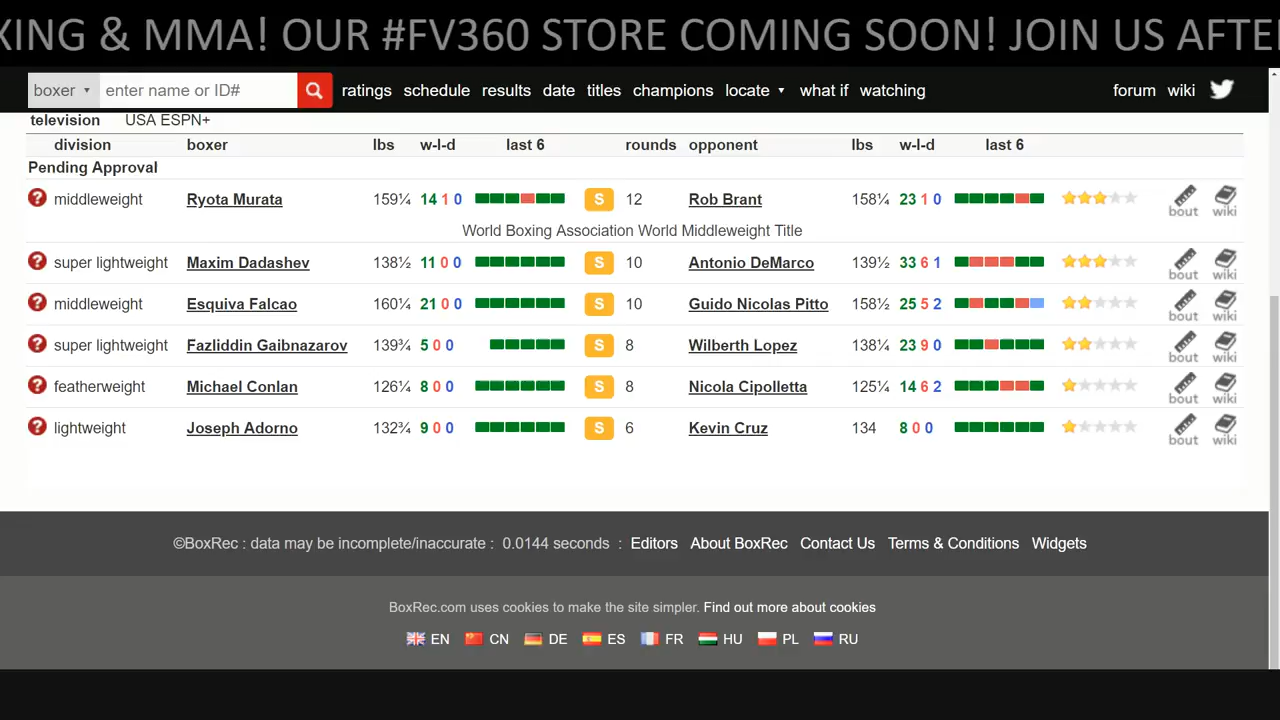 XING & MMA! OUR #FV360 STORE COMING SOON! JOIN US AFTE
boxer ▾ enter name or ID# ratings schedule results date titles champions locate ▾ what if watching forum wiki
television USA ESPN+
division boxer lbs w-l-d last 6 rounds opponent lbs w-l-d last 6
Pending Approval
middleweight Ryota Murata 159¼ 14 1 0 S 12 Rob Brant 158¼ 23 1 0 bout wiki
World Boxing Association World Middleweight Title
super lightweight Maxim Dadashev 138½ 11 0 0 S 10 Antonio DeMarco 139½ 33 6 1 bout wiki
middleweight Esquiva Falcao 160¼ 21 0 0 S 10 Guido Nicolas Pitto 158½ 25 5 2 bout wiki
super lightweight Fazliddin Gaibnazarov 139¾ 5 0 0 S 8 Wilberth Lopez 138¼ 23 9 0 bout wiki
featherweight Michael Conlan 126¼ 8 0 0 S 8 Nicola Cipolletta 125¼ 14 6 2 bout wiki
lightweight Joseph Adorno 132¾ 9 0 0 S 6 Kevin Cruz 134 8 0 0 bout wiki
©BoxRec : data may be incomplete/inaccurate : 0.0144 seconds : Editors About BoxRec Contact Us Terms & Conditions Widgets
BoxRec.com uses cookies to make the site simpler. Find out more about cookies
EN CN DE ES FR HU PL RU